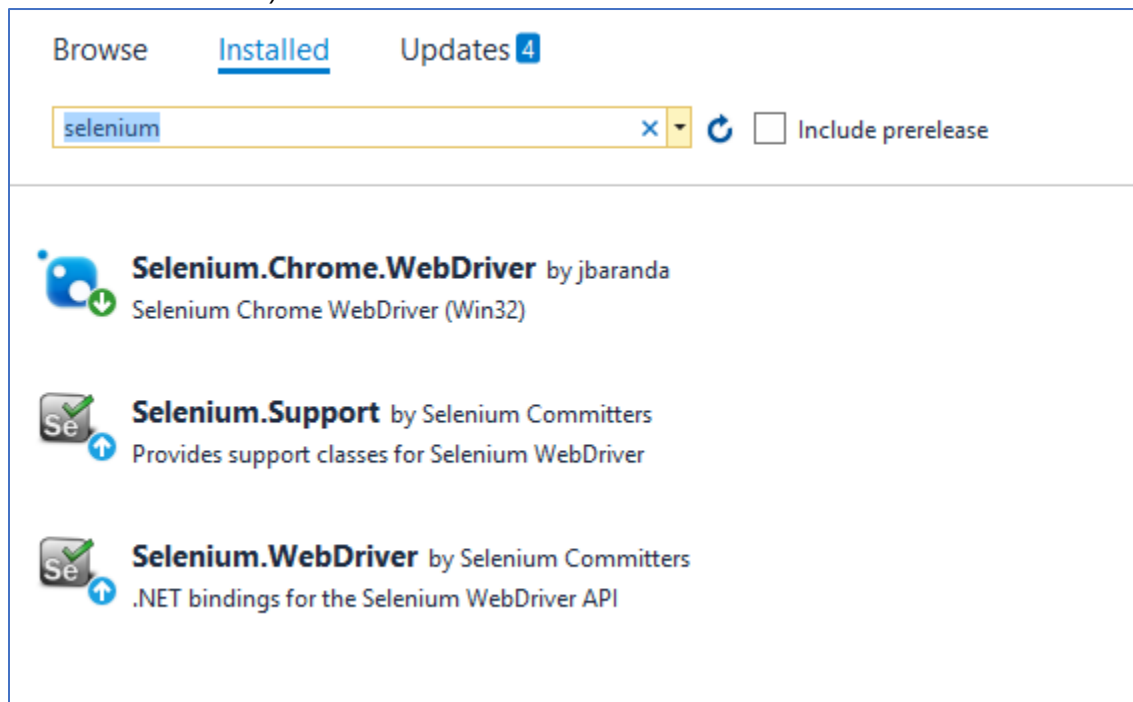 Browse Installed Updates 4
selenium Include prerelease
Selenium.Chrome.WebDriver by jbaranda
Selenium Chrome WebDriver (Win32)
Se
Selenium.Support by Selenium Committers
Provides support classes for Selenium WebDriver
Se
Selenium.WebDriver by Selenium Committers
.NET bindings for the Selenium WebDriver API